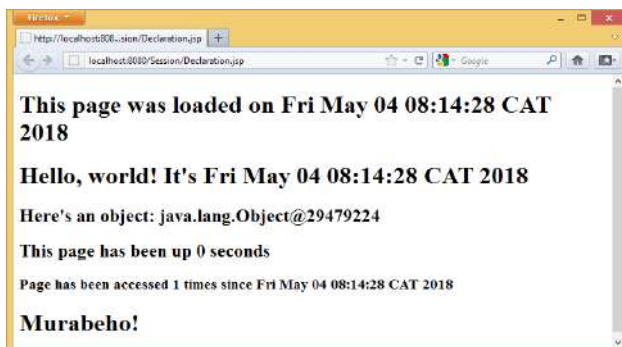 Firefox
http://localhost:808...sion/Declaration.jsp
localhost:8080/Session/Declaration.jsp
Google
This page was loaded on Fri May 04 08:14:28 CAT
2018
Hello, world! It's Fri May 04 08:14:28 CAT 2018
Here's an object: java.lang.Object@29479224
This page has been up 0 seconds
Page has been accessed 1 times since Fri May 04 08:14:28 CAT 2018
Murabeho!